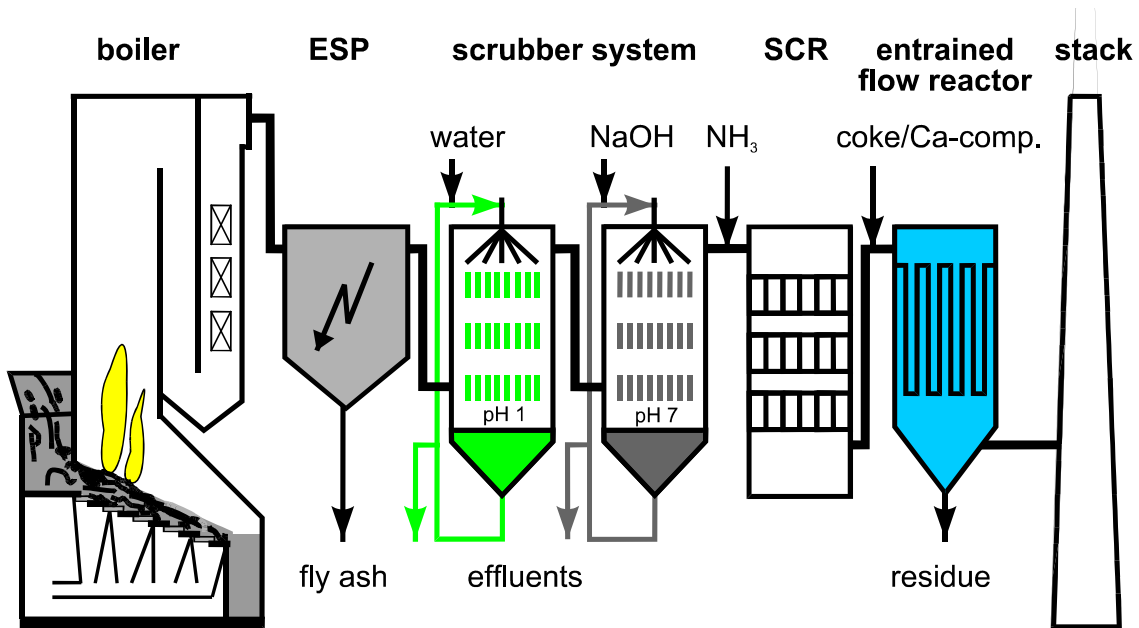 boiler
ESP
scrubber system
SCR
entrained
flow reactor
stack
water
NaOH
NH₃
coke/Ca-comp.
pH 1
pH 7
fly ash
effluents
residue